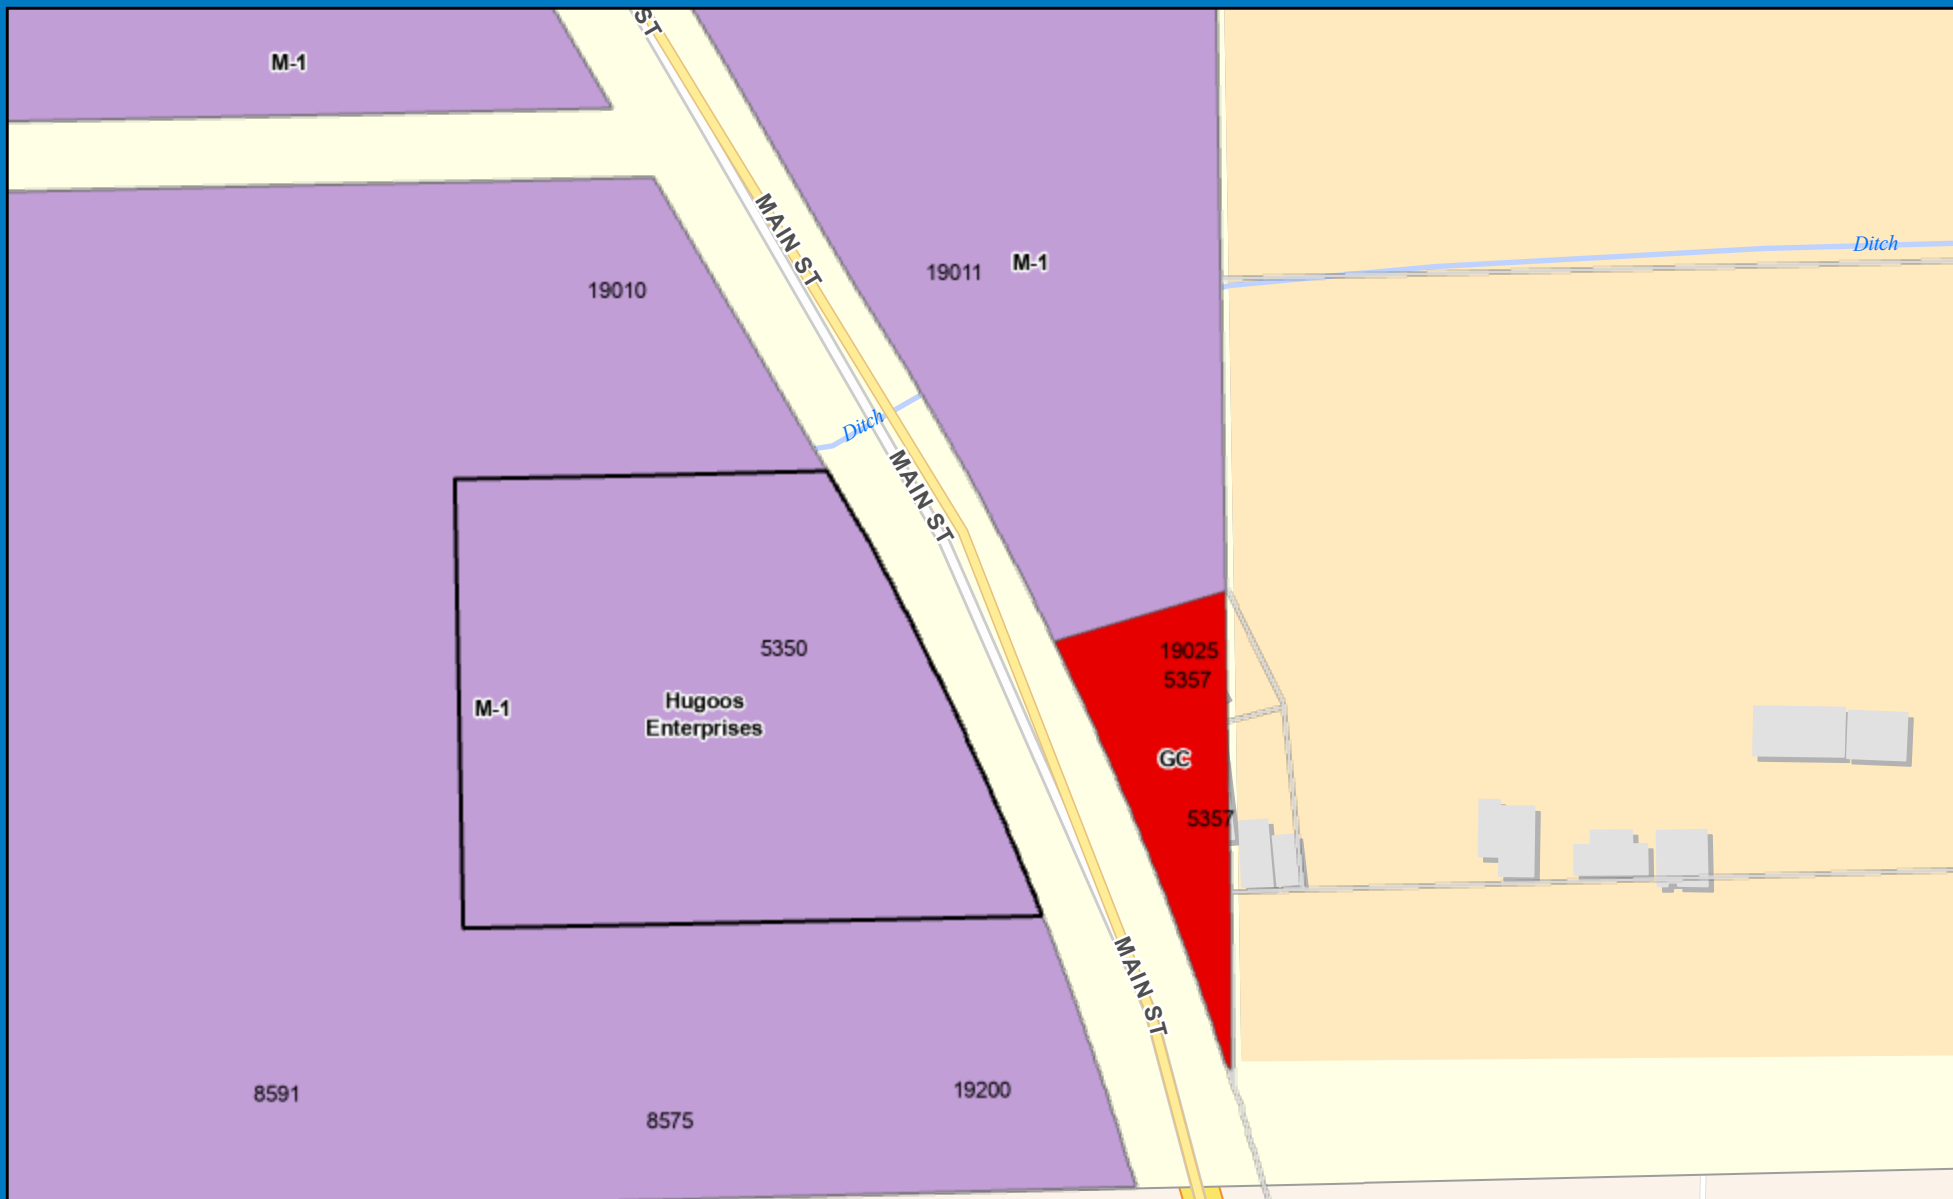 ST
M-1
MAIN ST
Ditch
19011
M-1
19010
Ditch
MAIN ST
5350
19025
5357
Hugoos
Enterprises
M-1
GC
5357
MAIN ST
8591
19200
8575